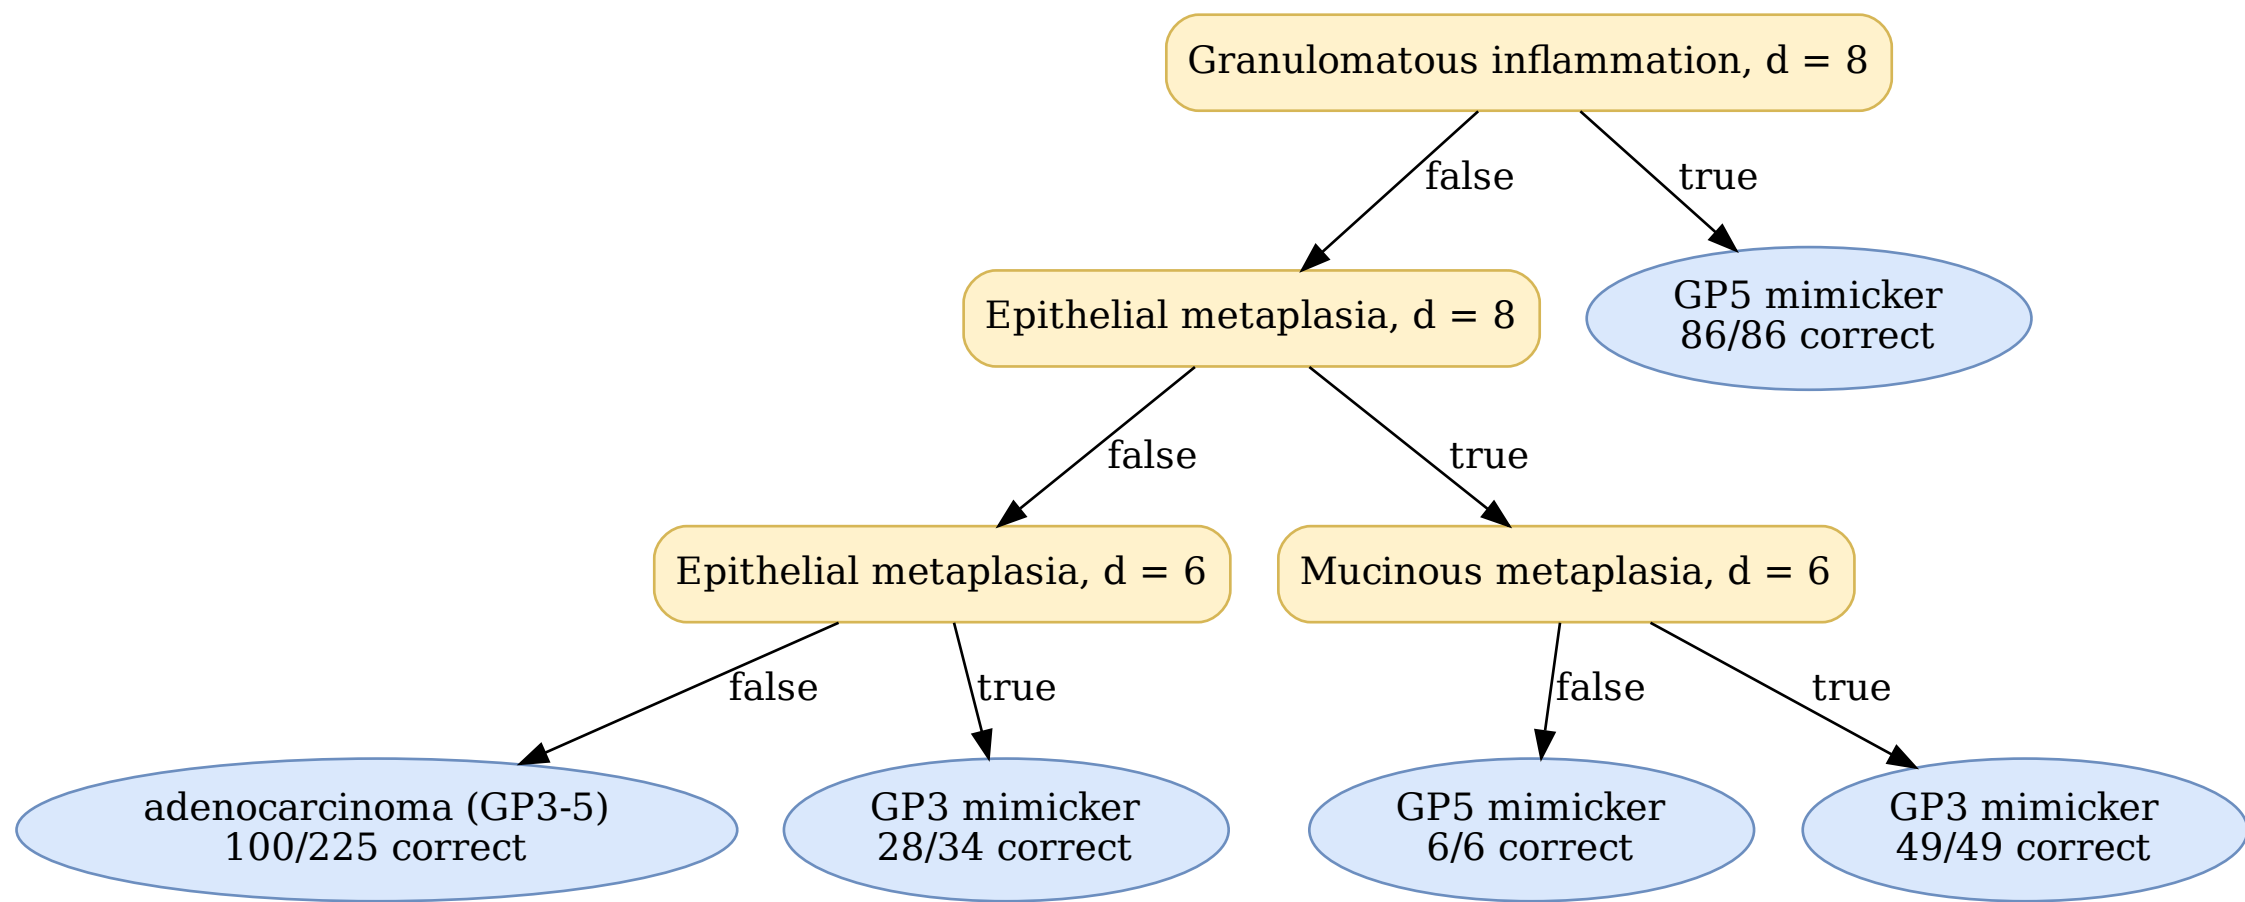 Granulomatous inflammation, d = 8
false
true
Epithelial metaplasia, d = 8
GP5 mimicker
86/86 correct
false
true
Epithelial metaplasia, d = 6
Mucinous metaplasia, d = 6
false
true
false
true
adenocarcinoma (GP3-5)
100/225 correct
GP3 mimicker
28/34 correct
GP5 mimicker
6/6 correct
GP3 mimicker
49/49 correct